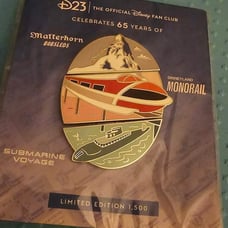 D23 THE OFFICIAL Disney FAN CLUB
CELEBRATES 65 YEARS OF
Matterhorn
BOBSLEDS
DISNEYLAND
MONORAIL
SUBMARINE
VOYAGE
LIMITED EDITION 1,500